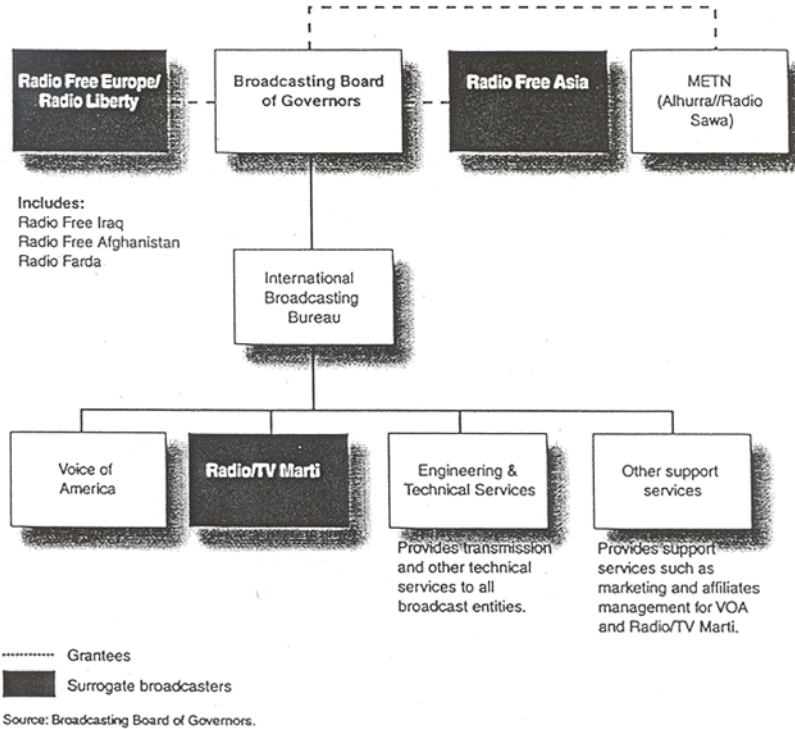 Radio Free Europe/
Radio Liberty
Broadcasting Board
of Governors
Radio Free Asia
METN
(Alhurra//Radio
Sawa)
Includes:
Radio Free Iraq
Radio Free Afghanistan
Radio Farda
International
Broadcasting
Bureau
Voice of
America
Radio/TV Marti
Engineering &
Technical Services
Other support
services
Provides transmission
and other technical
services to all
broadcast entities.
Provides support
services such as
marketing and affiliates
management for VOA
and Radio/TV Marti.
Grantees
Surrogate broadcasters
Source: Broadcasting Board of Governors.